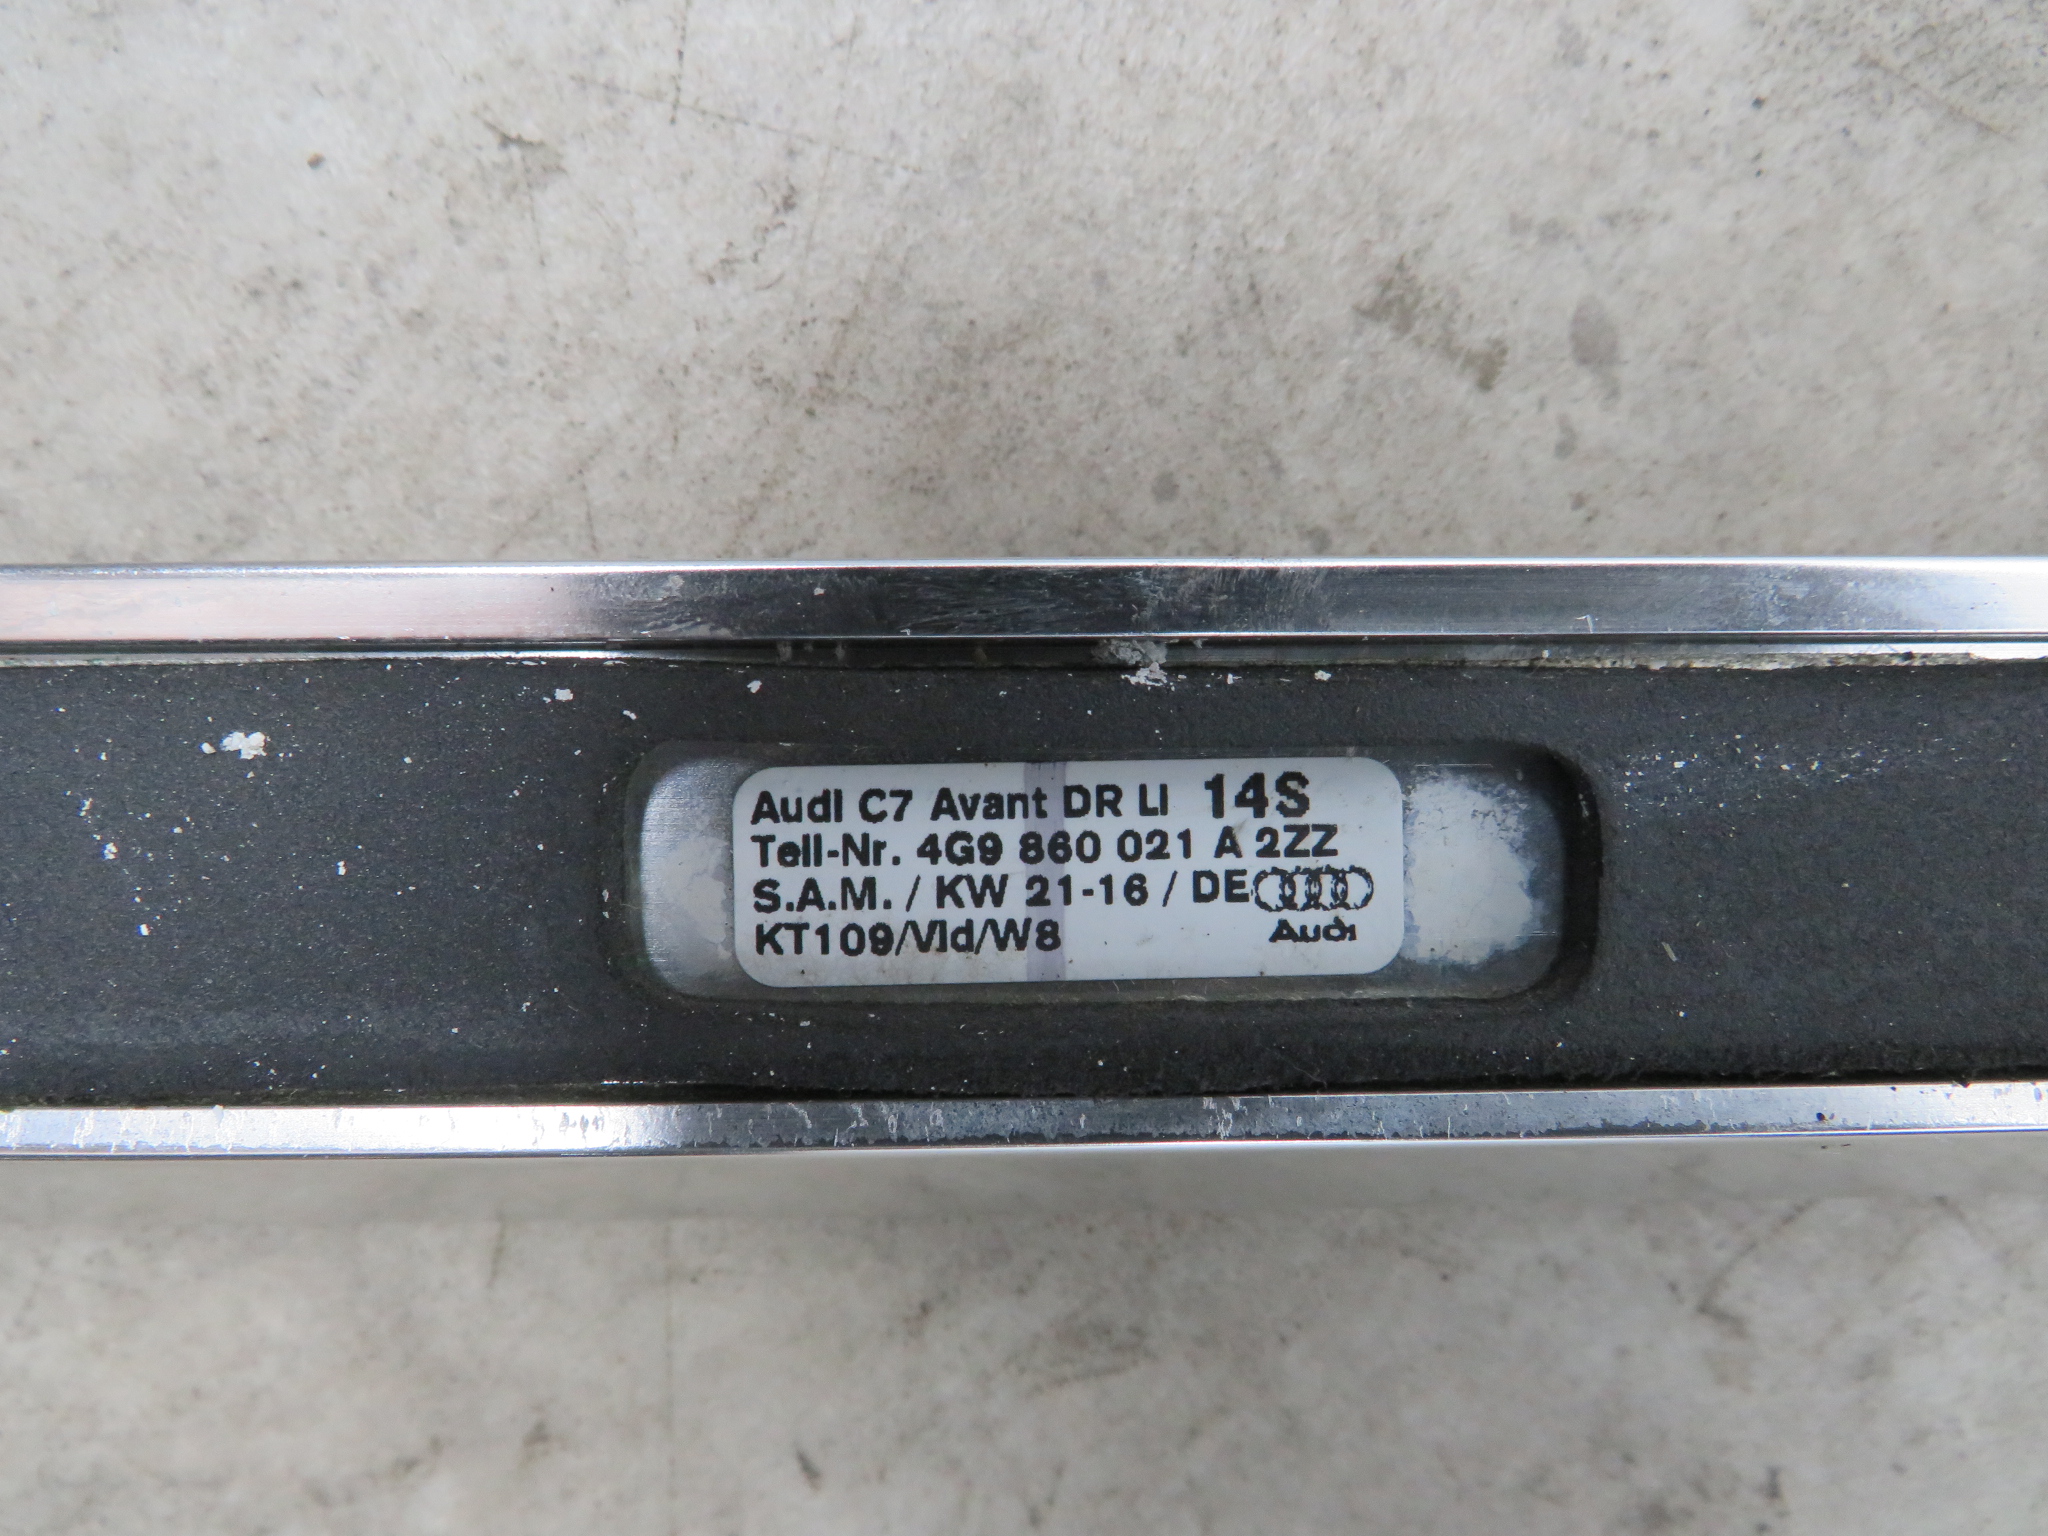 Audi C7 Avant DR LI 14S
Teil-Nr. 4G9 860 021 A 2ZZ
S.A.M. / KW 21-16 / DE
KT109/Vld/W8 Audi